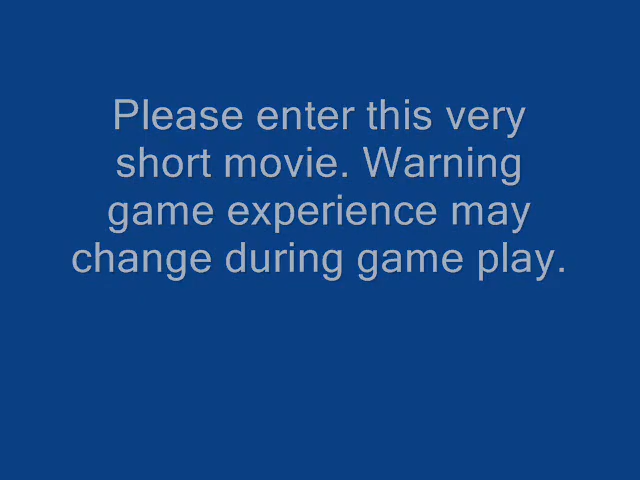 Please enter this very
short movie. Warning
game experience may
change during game play.